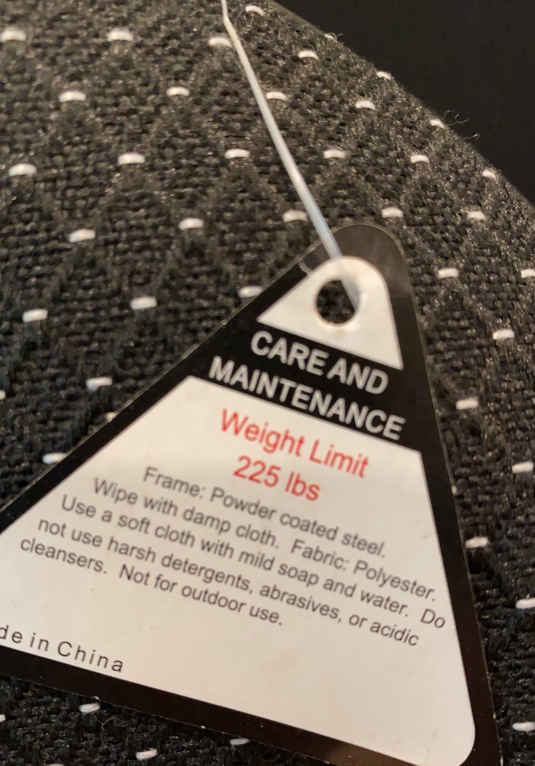 CARE AND
MAINTENANCE
Weight Limit
225 lbs
Frame: Powder coated steel.
Wipe with damp cloth. Fabric: Polyester.
Use a soft cloth with mild soap and water. Do
not use harsh detergents, abrasives, or acidic
cleansers. Not for outdoor use.
de in China